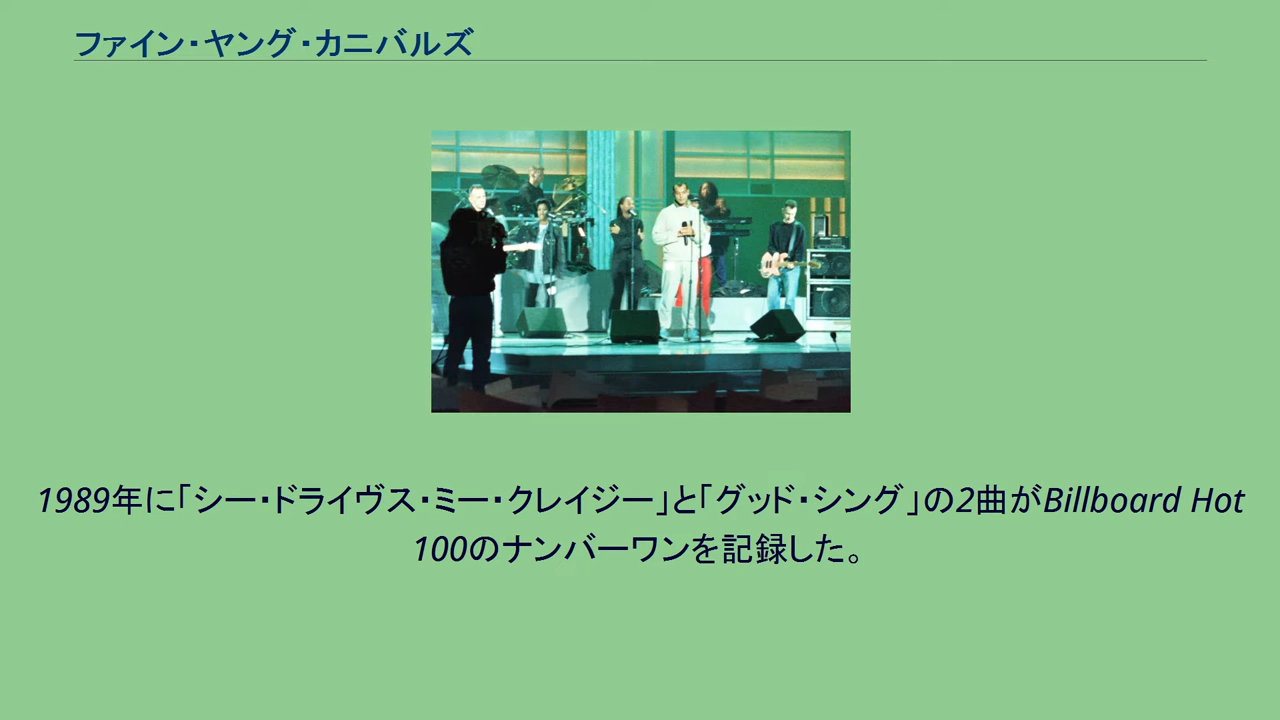 ファイン・ヤング・カニバルズ
1989年に「シー・ドライヴス・ミー・クレイジー」と「グッド・シング」の2曲がBillboard Hot
100のナンバーワンを記録した。